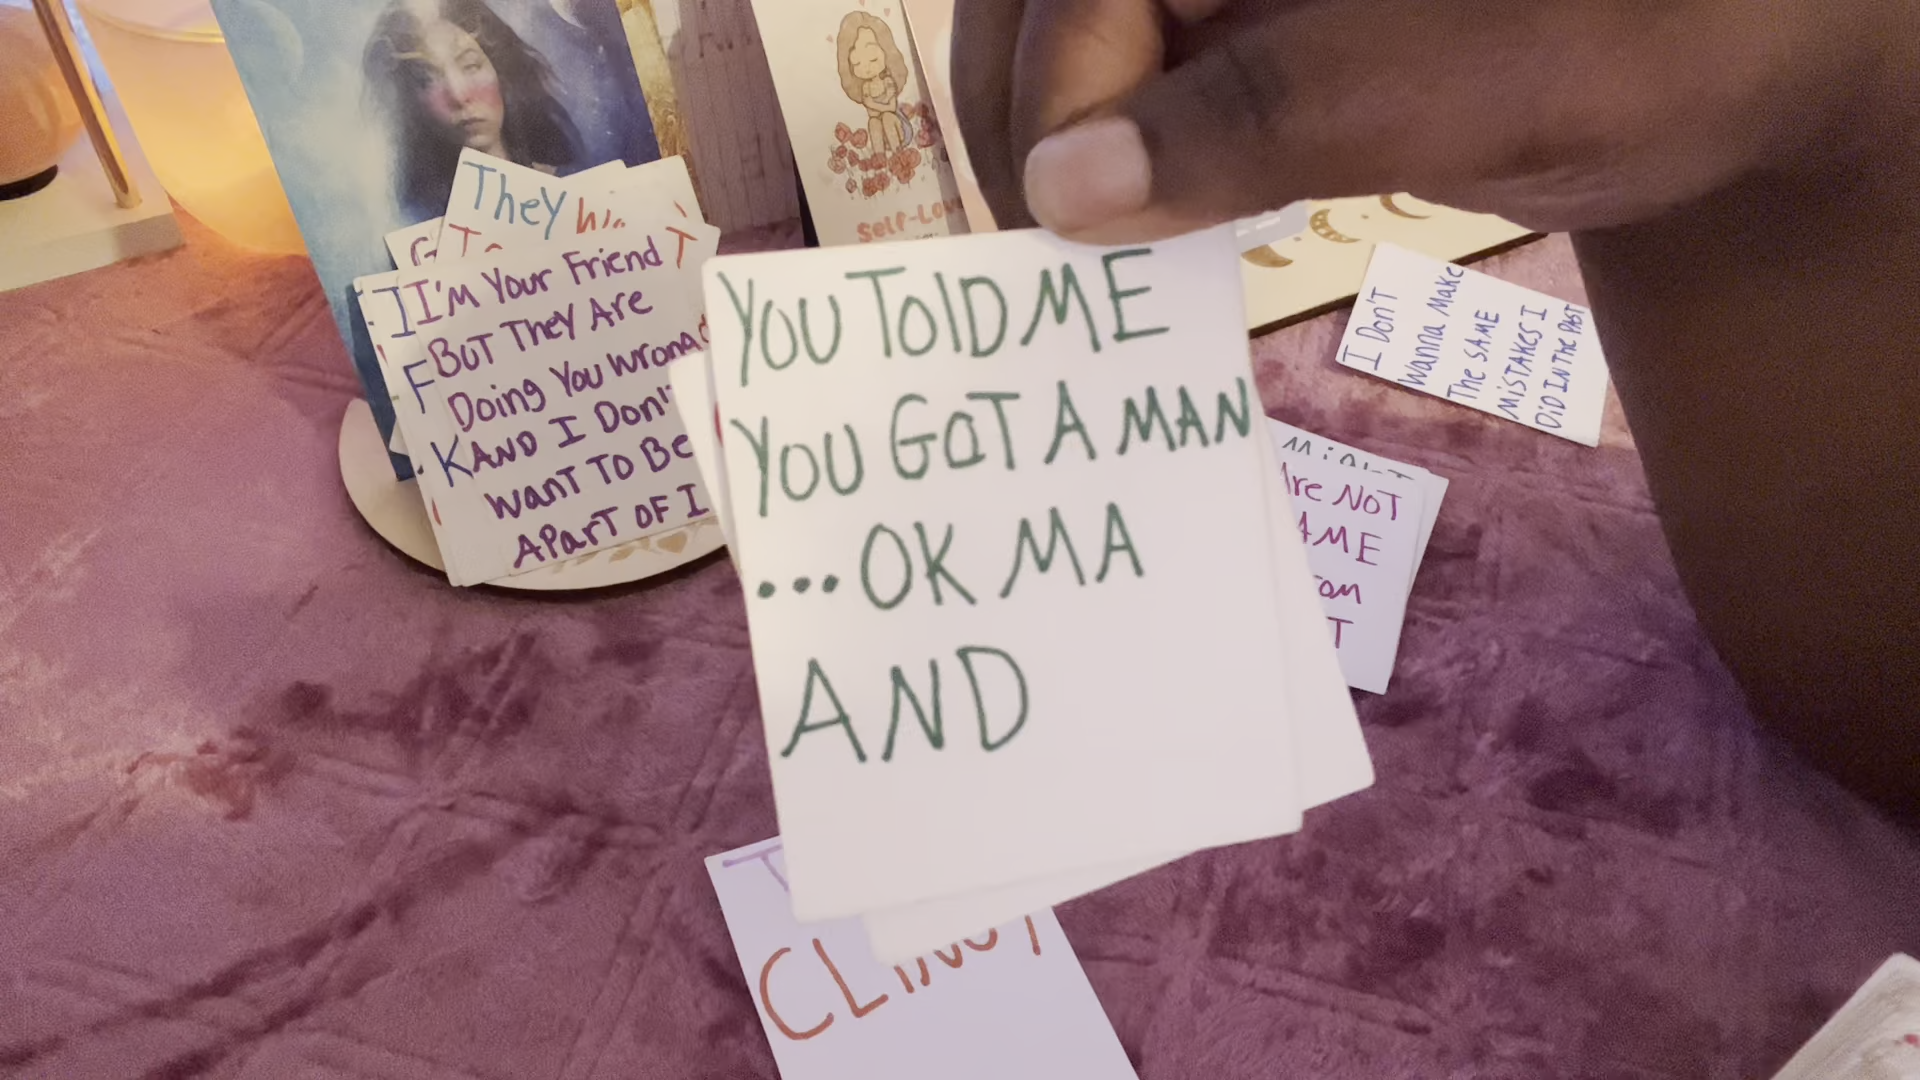 They
I'M Your Friend
BUT They Are
Doing You Wrong
AND I Don'T
WanT TO Be
AParT OF I
Self-Love
YOU TOlD ME
YOU GOT A MAN
... OK MA
AND
I Don'T
Wanna Make
The SAME
MISTAKES I
DiD IN The PAST
Are NOT
CLINGY